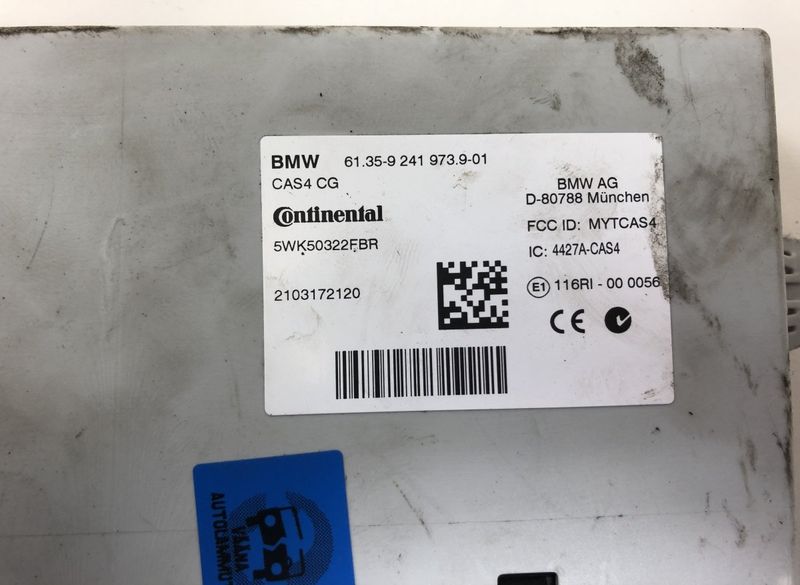 BMW 61.35-9 241 973.9-01
CAS4 CG
Continental
5WK50322FBR
2103172120
BMW AG
D-80788 München
FCC ID: MYTCAS4
IC: 4427A-CAS4
E1 116RI - 00 0056
CE
VÄÄNA